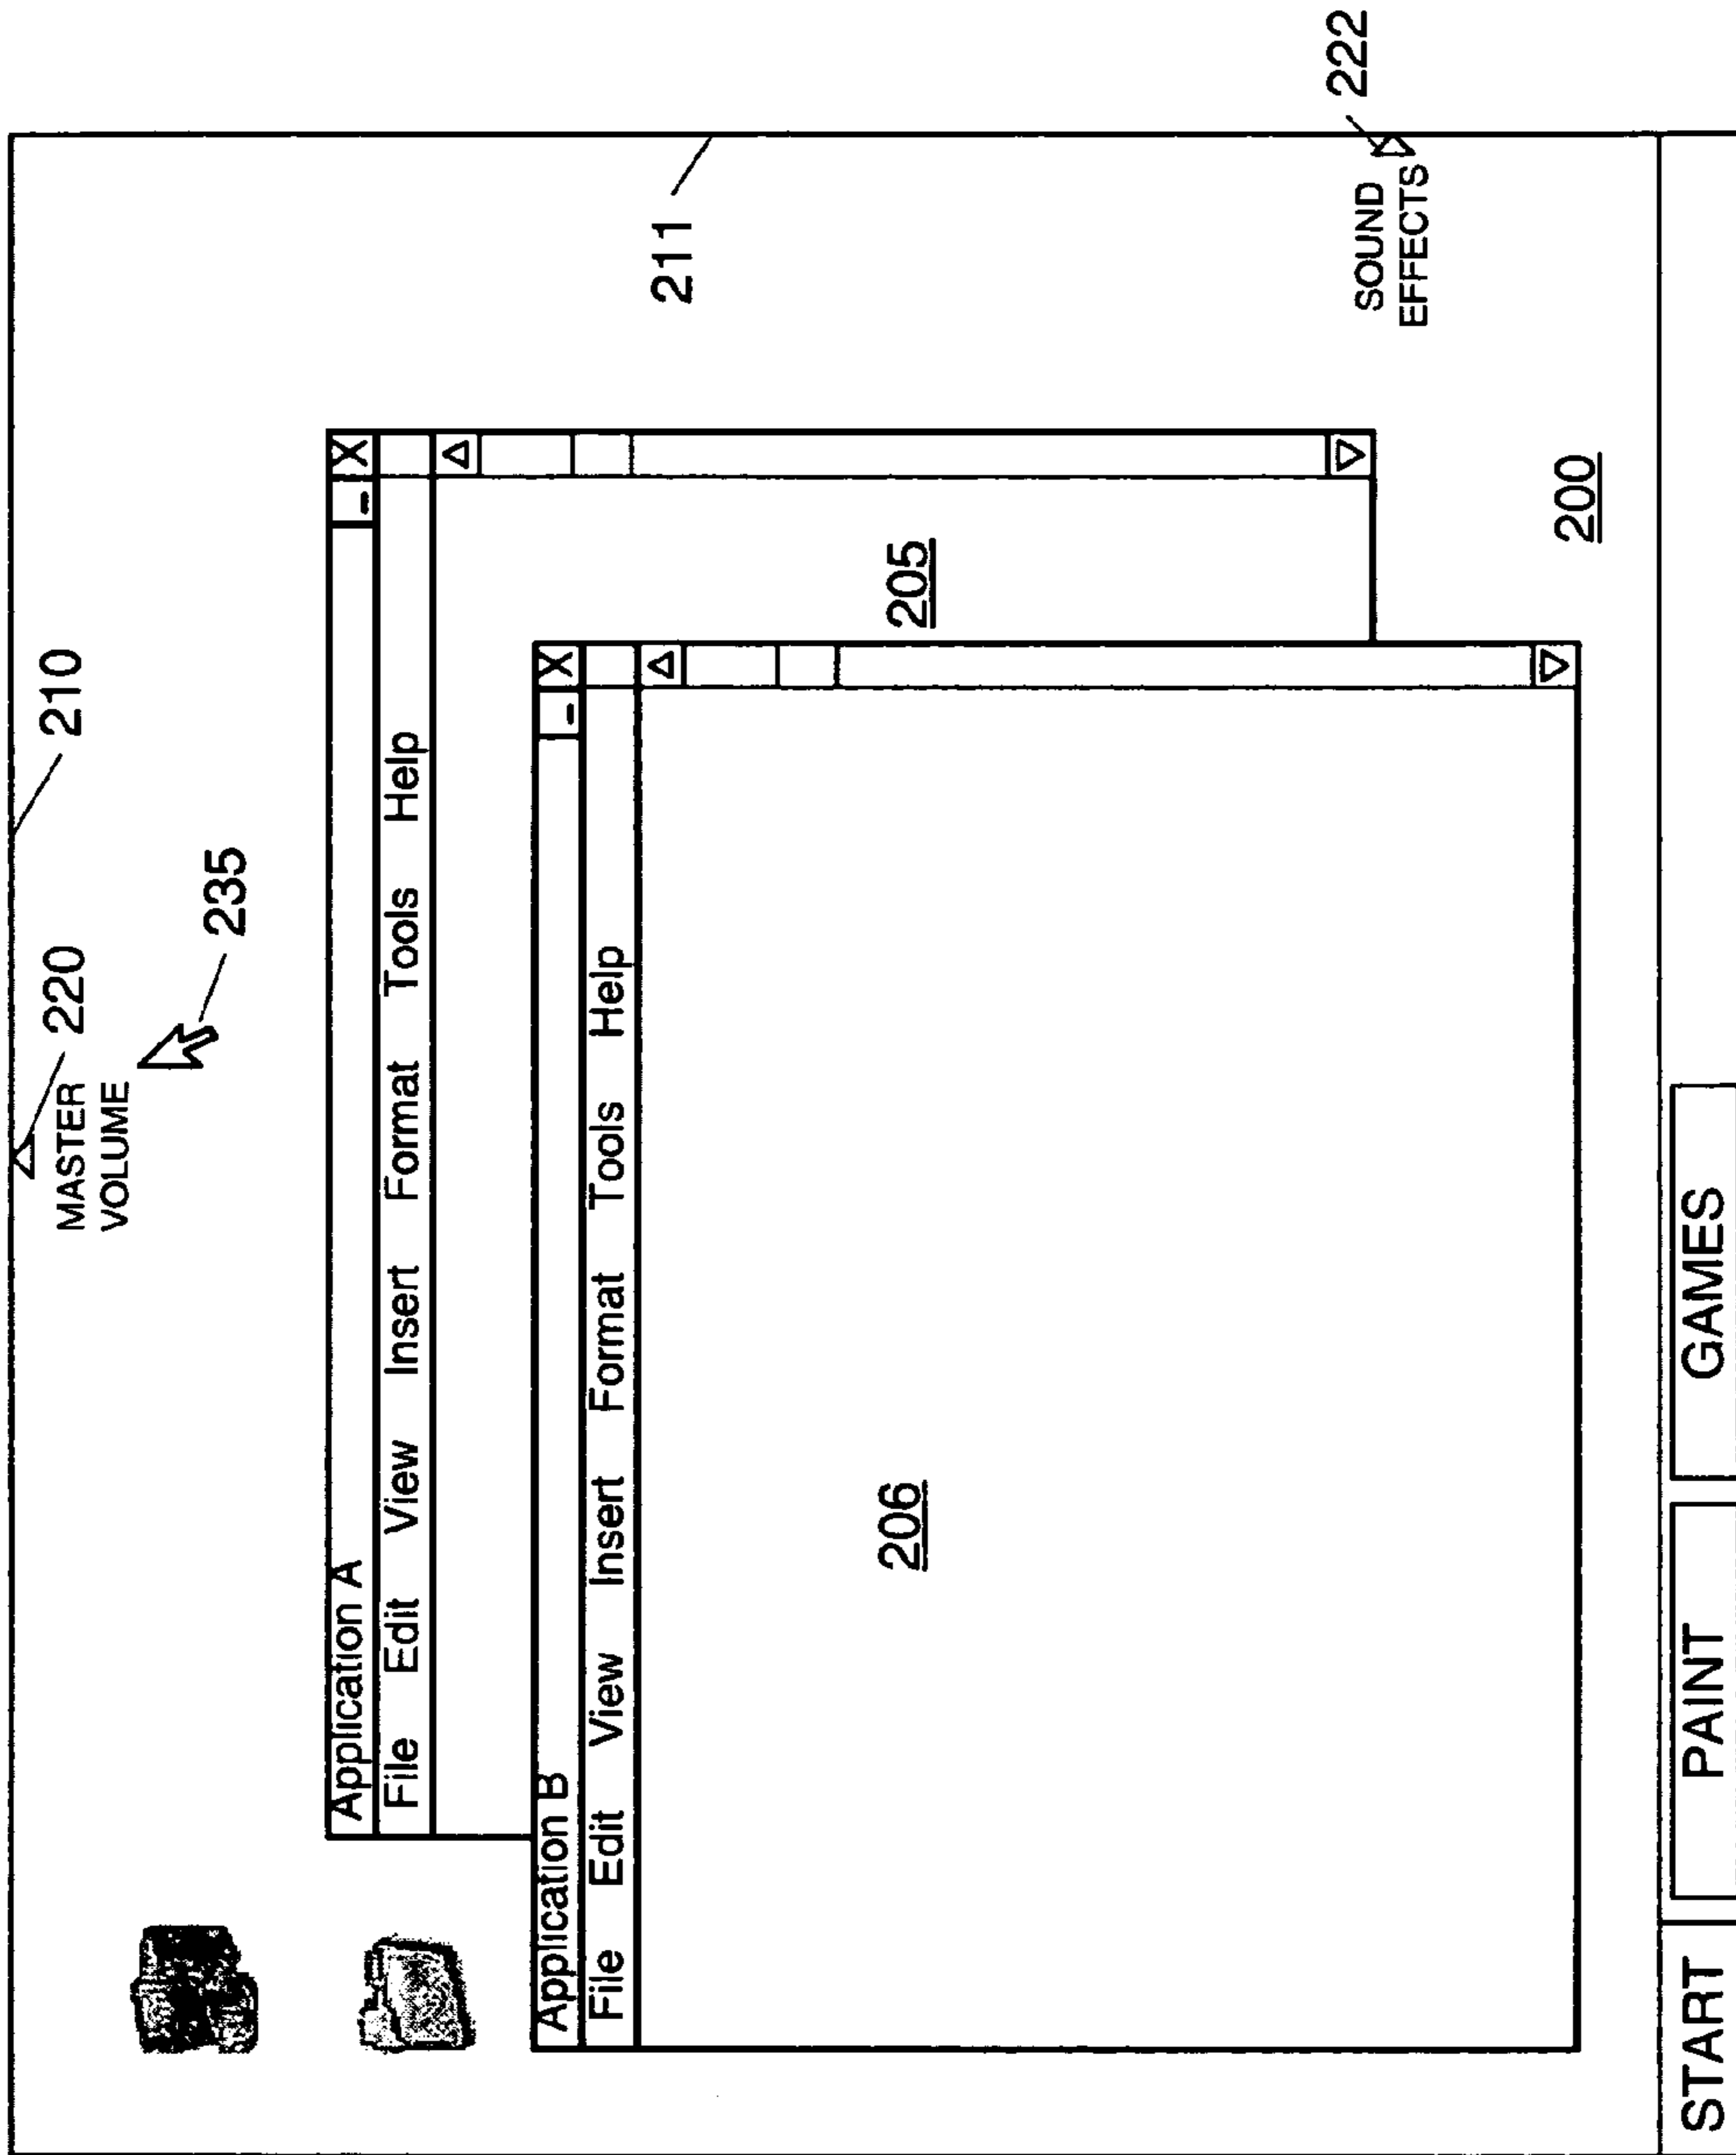 210
220
MASTER
VOLUME
235
Application A
- X
File Edit View Insert Format Tools Help
211
Application B
- X
File Edit View Insert Format Tools Help
205
206
222
SOUND
EFFECTS
200
START
PAINT
GAMES